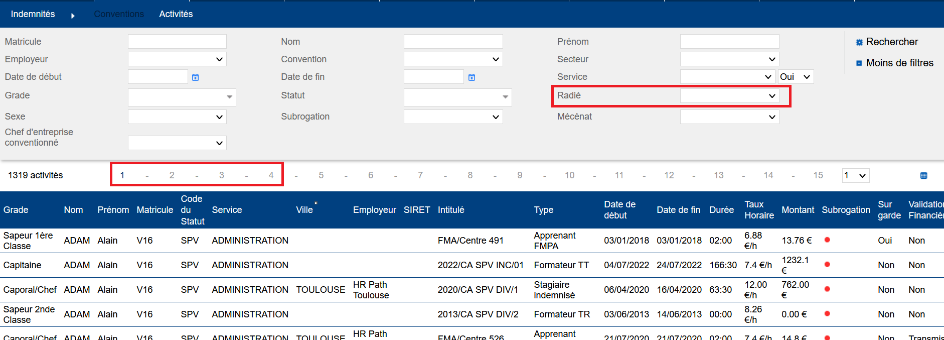 Indemnités Conventions Activités
Matricule Nom Prénom Rechercher
Employeur Convention Secteur Moins de filtres
Date de début Date de fin Service Oui
Grade Statut Radié
Sexe Subrogation Mécénat
Chef d'entreprise
conventionné
1319 activités 1 - 2 - 3 - 4 - 5 - 6 - 7 - 8 - 9 - 10 - 11 - 12 - 13 - 14 - 15 1
Grade Nom Prénom Matricule Code du Statut Service Ville Employeur SIRET Intitulé Type Date de début Date de fin Durée Taux Horaire Montant Subrogation Sur garde Validation Financière
Sapeur 1ère Classe ADAM Alain V16 SPV ADMINISTRATION FMA/Centre 491 Apprenant FMPA 03/01/2018 03/01/2018 02:00 6.88 €/h 13.76 € Oui Non
Capitaine ADAM Alain V16 SPV ADMINISTRATION 2022/CA SPV INC/01 Formateur TT 04/07/2022 24/07/2022 166:30 7.4 €/h 1232.1 € Non Non
Caporal/Chef ADAM Alain V16 SPV ADMINISTRATION TOULOUSE HR Path Toulouse 2020/CA SPV DIV/1 Stagiaire indemnisé 06/04/2020 16/04/2020 63:30 12.00 €/h 762.00 € Non Non
Sapeur 2nde Classe ADAM Alain V16 SPV ADMINISTRATION 2013/CA SPV DIV/2 Formateur TR 03/06/2013 14/06/2013 00:00 8.26 €/h 0.00 € Non Non
Caporal/Chef ADAM Alain V16 SPV ADMINISTRATION TOULOUSE HR Path FMA/Centre 526 Apprenant 21/07/2020 21/07/2020 02:00 7.4 €/h 14.8 € Non